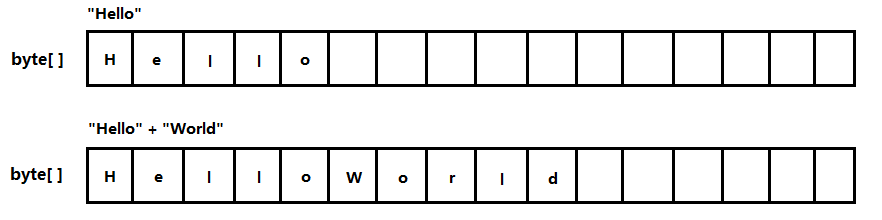 "Hello"
byte[ ] H e l l o
"Hello" + "World"
byte[ ] H e l l o W o r l d